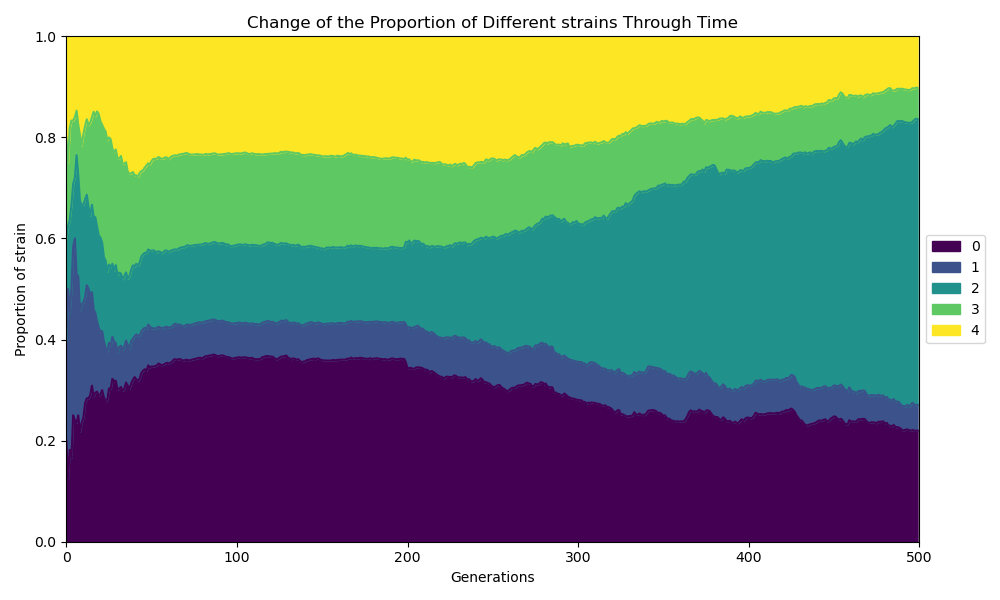 Change of the Proportion of Different strains Through Time
1.0
0.8
0.6
0.4
0.2
0.0
Proportion of strain
0 100 200 300 400 500
Generations
0
1
2
3
4